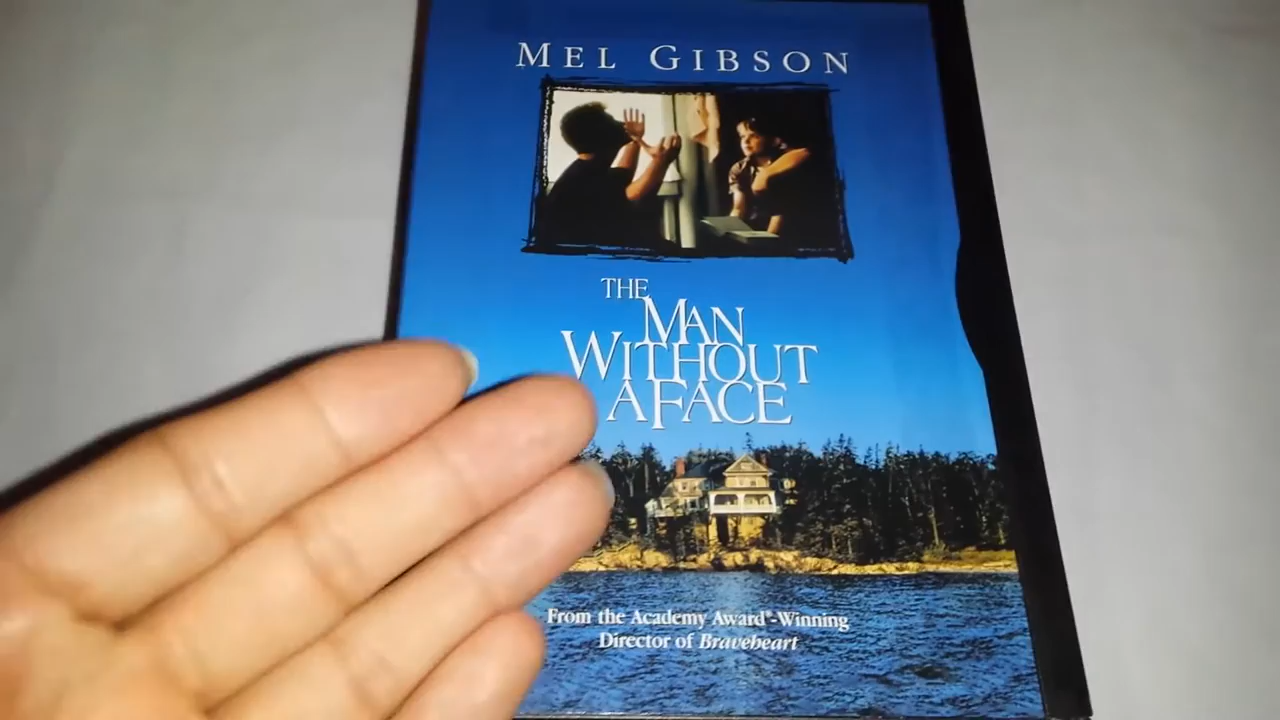 MEL GIBSON
THE
MAN
WITHOUT
A FACE
From the Academy Award®-Winning
Director of Braveheart